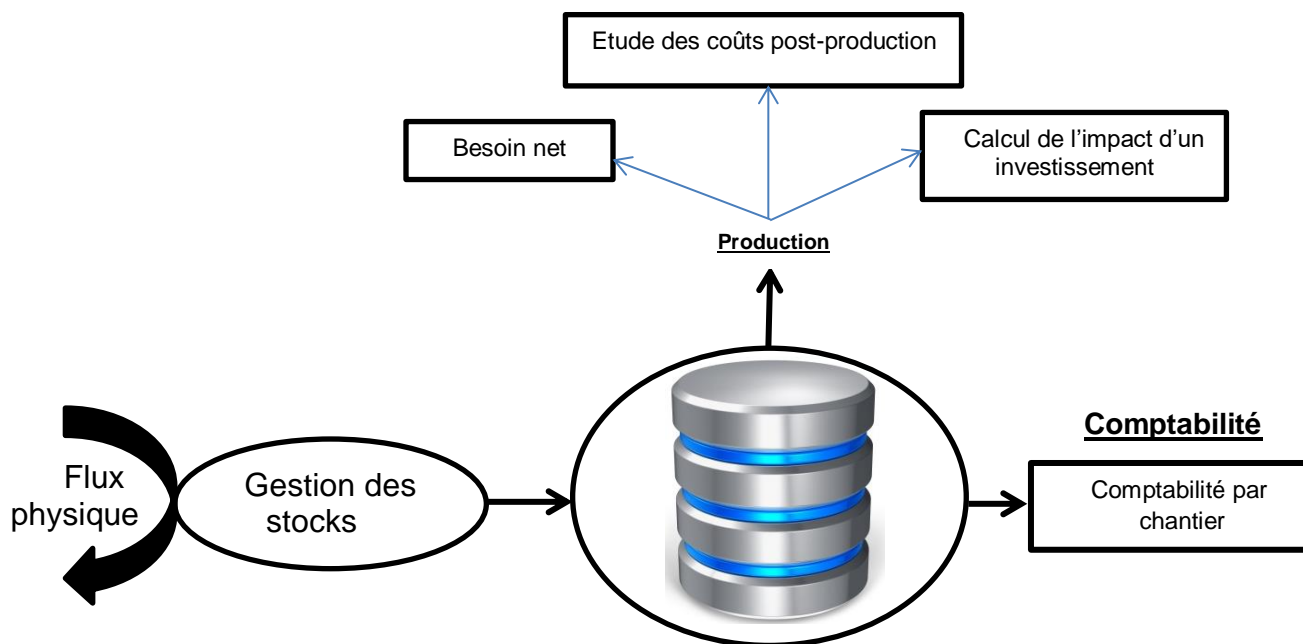 Etude des coûts post-production
Besoin net
Calcul de l’impact d’un
investissement
Production
Comptabilité
Flux
physique
Gestion des
stocks
Comptabilité par
chantier